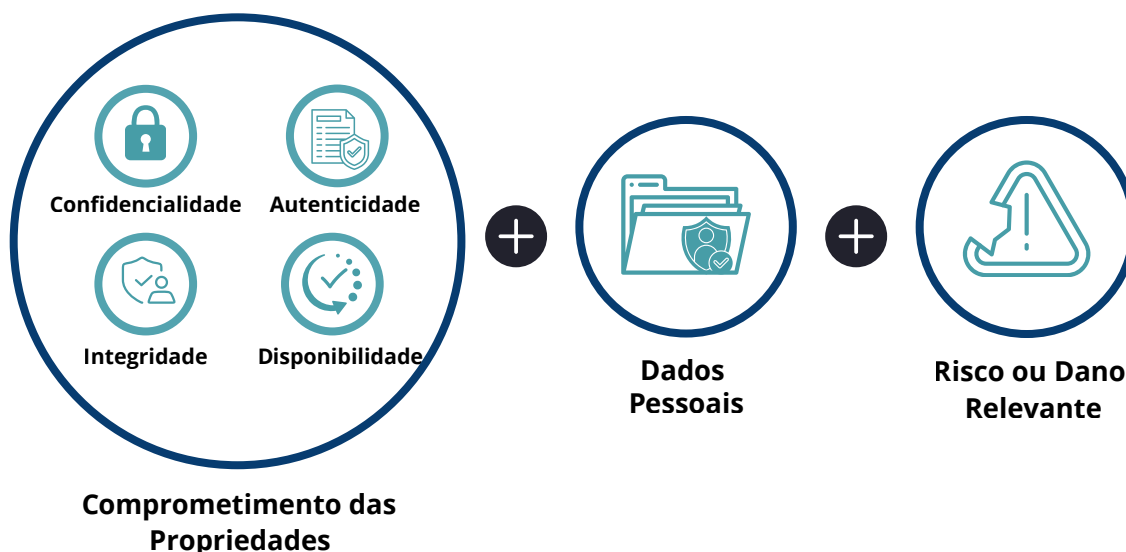 Confidencialidade
Autenticidade
Integridade
Disponibilidade
Comprometimento das
Propriedades
Dados
Pessoais
Risco ou Dano
Relevante